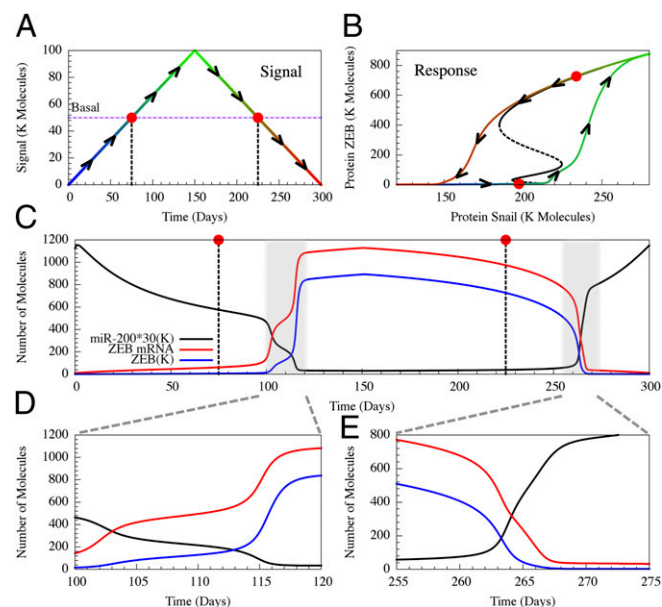 A
B
Signal (K Molecules)
100
80
60
40
20
0
Signal
Basal
0 50 100 150 200 250 300
Time (Days)
Protein ZEB (K Molecules)
800
600
400
200
0
Response
160 200 240 280
Protein Snail (K Molecules)
C
Number of Molecules
1200
1000
800
600
400
200
0
miR-200*30(K)
ZEB mRNA
ZEB(K)
0 50 100 150 200 250 300
Time (Days)
D
Number of Molecules
1200
1000
800
600
400
200
0
100 105 110 115 120
Time (Days)
E
Number of Molecules
800
600
400
200
0
255 260 265 270 275
Time (Days)